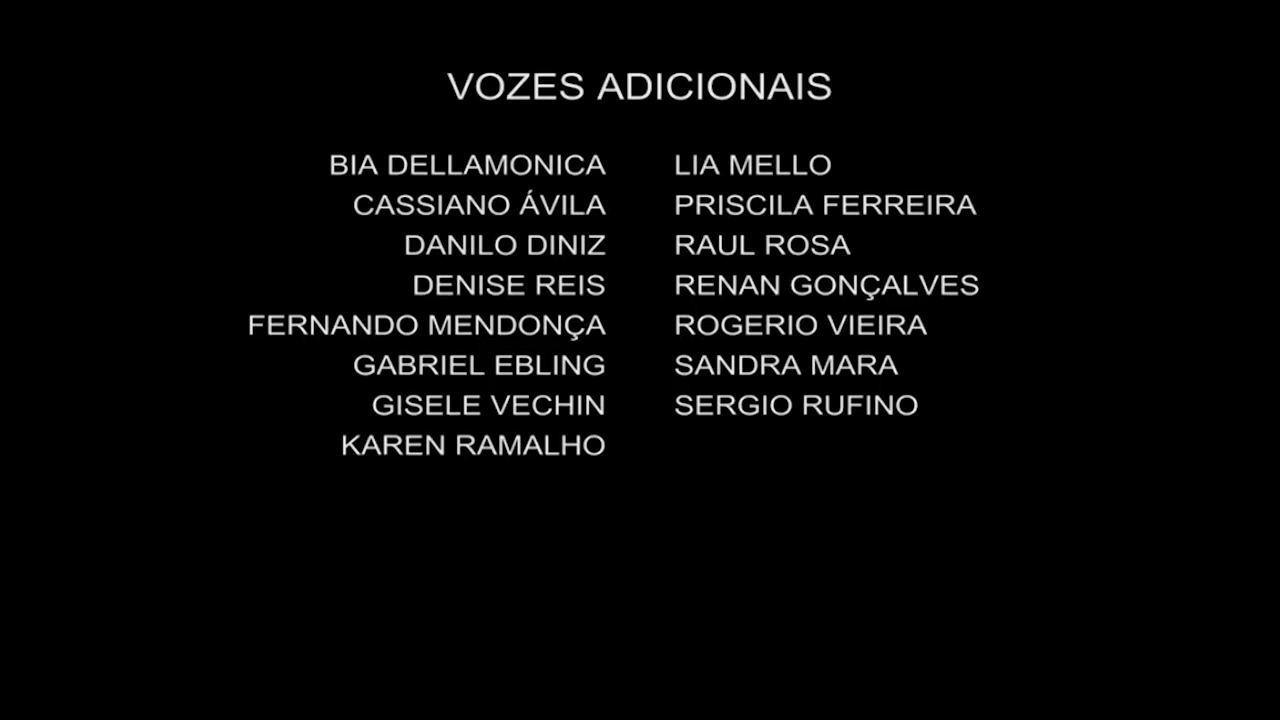 VOZES ADICIONAIS
BIA DELLAMONICA
CASSIANO ÁVILA
DANILO DINIZ
DENISE REIS
FERNANDO MENDONÇA
GABRIEL EBLING
GISELE VECHIN
KAREN RAMALHO
LIA MELLO
PRISCILA FERREIRA
RAUL ROSA
RENAN GONÇALVES
ROGERIO VIEIRA
SANDRA MARA
SERGIO RUFINO